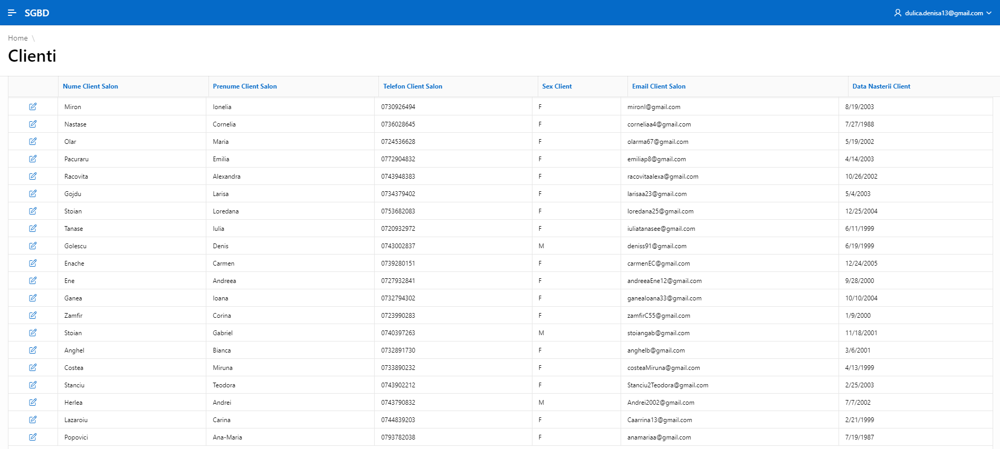 SGBD dulica.denisa13@gmail.com
Home \
Clienti
Nume Client Salon Prenume Client Salon Telefon Client Salon Sex Client Email Client Salon Data Nasterii Client
Miron Ionelia 0730926494 F mironI@gmail.com 8/19/2003
Nastase Cornelia 0736028645 F corneliaa4@gmail.com 7/27/1988
Olar Maria 0724536628 F olarma67@gmail.com 5/19/2002
Pacuraru Emilia 0772904832 F emiliap8@gmail.com 4/14/2003
Racovita Alexandra 0743948383 F racovitaalexa@gmail.com 10/26/2002
Gojdu Larisa 0734379402 F larisaa23@gmail.com 5/4/2003
Stoian Loredana 0753682083 F loredana25@gmail.com 12/25/2004
Tanase Iulia 0720932972 F iuliatanasee@gmail.com 6/11/1999
Golescu Denis 0743002837 M deniss91@gmail.com 6/19/1999
Enache Carmen 0739280151 F carmenEC@gmail.com 12/24/2005
Ene Andreea 0727932841 F andreeaEne12@gmail.com 9/28/2000
Ganea Ioana 0732794302 F ganeaIoana33@gmail.com 10/10/2004
Zamfir Corina 0723990283 F zamfirC55@gmail.com 1/9/2000
Stoian Gabriel 0740397263 M stoiangab@gmail.com 11/18/2001
Anghel Bianca 0732891730 F anghelb@gmail.com 3/6/2001
Costea Miruna 0733890232 F costeaMiruna@gmail.com 4/13/1999
Stanciu Teodora 0743902212 F Stanciu2Teodora@gmail.com 2/25/2003
Herlea Andrei 0743790832 M Andrei2002@gmail.com 7/7/2002
Lazaroiu Carina 0744839203 F Caarrina13@gmail.com 2/21/1999
Popovici Ana-Maria 0793782038 F anamariaa@gmail.com 7/19/1987